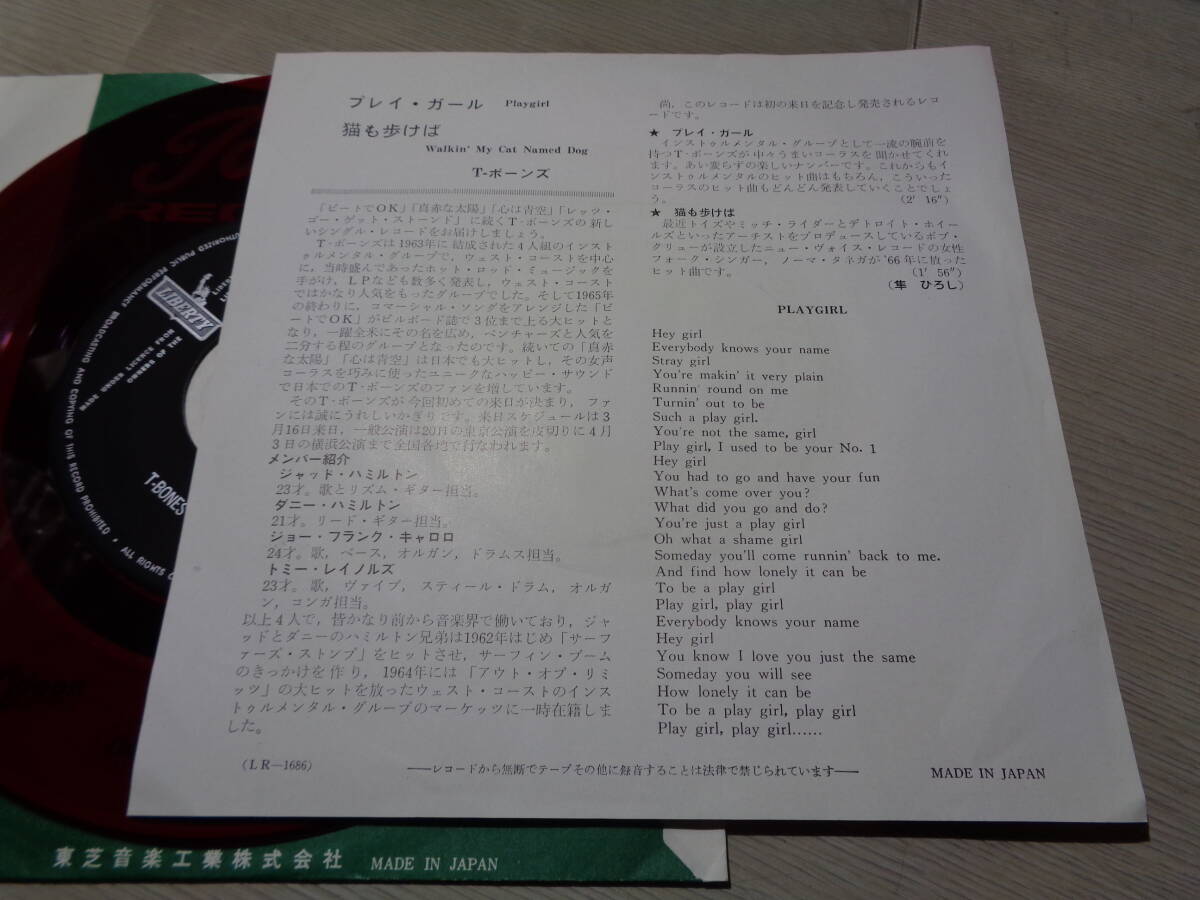 プレイ・ガール Playgirl
猫も歩けば
Walkin' My Cat Named Dog
T-ボーンズ
「ビートでOK」「真赤な太陽」「心は青空」「レッツ・
ゴー・ゲット・ストーンド」に続くT・ボーンズの新し
いシングル・レコードをお届けしましょう。
T・ボーンズは1963年に結成された4人組のインスト
ゥルメンタル・グループで，ウェスト・コーストを中心
に，当時盛んであったホット・ロッド・ミュージックを
手がけ，LPなども数多く発表し，ウェスト・コースト
ではかなり人気をもったグループでした。そして1965年
の終わりに，コマーシャル・ソングをアレンジした「ビ
ートでOK」がビルボード誌で3位まで上る大ヒットと
なり，一躍全米にその名を広め，ベンチャーズと人気を
二分する程のグループとなったのです。続いての「真赤
な太陽」「心は青空」は日本でも大ヒットし，その女声
コーラスを巧みに使ったユニークなハッピー・サウンド
で日本でのT・ボーンズのファンを増しています。
そのT・ボーンズが今回初めての来日が決まり，ファ
ンには誠にうれしいかぎりです。来日スケジュールは3
月16日来日，一般公演は20日の東京公演を皮切りに4月
3日の横浜公演まで全国各地で行なわれます。
メンバー紹介
ジャッド・ハミルトン
23才。歌とリズム・ギター担当。
ダニー・ハミルトン
21才。リード・ギター担当。
ジョー・フランク・キャロロ
24才。歌，ベース，オルガン，ドラムス担当。
トミー・レイノルズ
23才。歌，ヴァイブ，スティール・ドラム，オルガ
ン，コンガ担当。
以上4人で，皆かなり前から音楽界で働いており，ジャ
ッドとダニーのハミルトン兄弟は1962年はじめ「サーフ
ァーズ・ストンプ」をヒットさせ，サーフィン・ブーム
のきっかけを作り，1964年には「アウト・オブ・リミ
ッツ」の大ヒットを放ったウェスト・コーストのインス
トゥルメンタル・グループのマーケッツに一時在籍しま
した。
尚，このレコードは初の来日を記念し発売されるレコ
ードです。
★ プレイ・ガール
インストゥルメンタル・グループとして一流の腕前を
持つT・ボーンズが中々うまいコーラスを聞かせてくれ
ます。あい変らずの楽しいナンバーです。これからもイ
ンストゥルメンタルのヒット曲はもちろん，こういった
コーラスのヒット曲もどんどん発表していくことでしょ
う。 (2′16″)
★ 猫も歩けば
最近トイズやミッチ・ライダーとデトロイト・ホイー
ルズといったアーチストをプロデュースしているボブ・
クリューが設立したニュー・ヴォイス・レコードの女性
フォーク・シンガー，ノーマ・タネガが'66年に放った
ヒット曲です。 (1′56″)
(隼 ひろし)
PLAYGIRL
Hey girl
Everybody knows your name
Stray girl
You're makin' it very plain
Runnin' round on me
Turnin' out to be
Such a play girl.
You're not the same, girl
Play girl, I used to be your No. 1
Hey girl
You had to go and have your fun
What's come over you?
What did you go and do?
You're just a play girl
Oh what a shame girl
Someday you'll come runnin' back to me.
And find how lonely it can be
To be a play girl
Play girl, play girl
Everybody knows your name
Hey girl
You know I love you just the same
Someday you will see
How lonely it can be
To be a play girl, play girl
Play girl, play girl......
(LR-1686)
——レコードから無断でテープその他に録音することは法律で禁じられています——
MADE IN JAPAN
LIBERTY
T-BONES
AUTHORIZED PUBLIC PERFORMANCE BROADCASTING AND COPYING OF THIS RECORD PROHIBITED • ALL RIGHTS
東芝音楽工業株式会社 MADE IN JAPAN